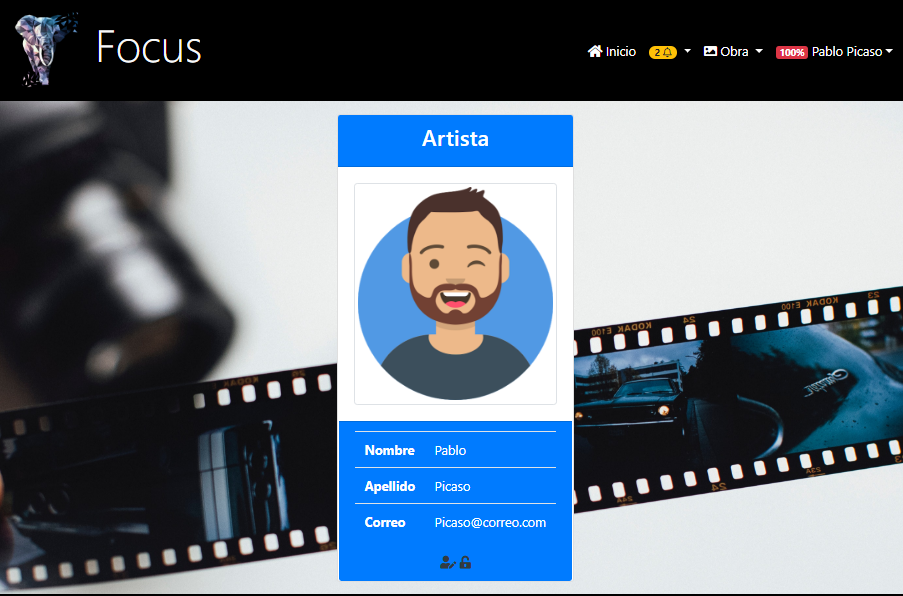 Focus
Inicio
2
Obra
100% Pablo Picaso
Artista
Nombre Pablo
Apellido Picaso
Correo Picaso@correo.com